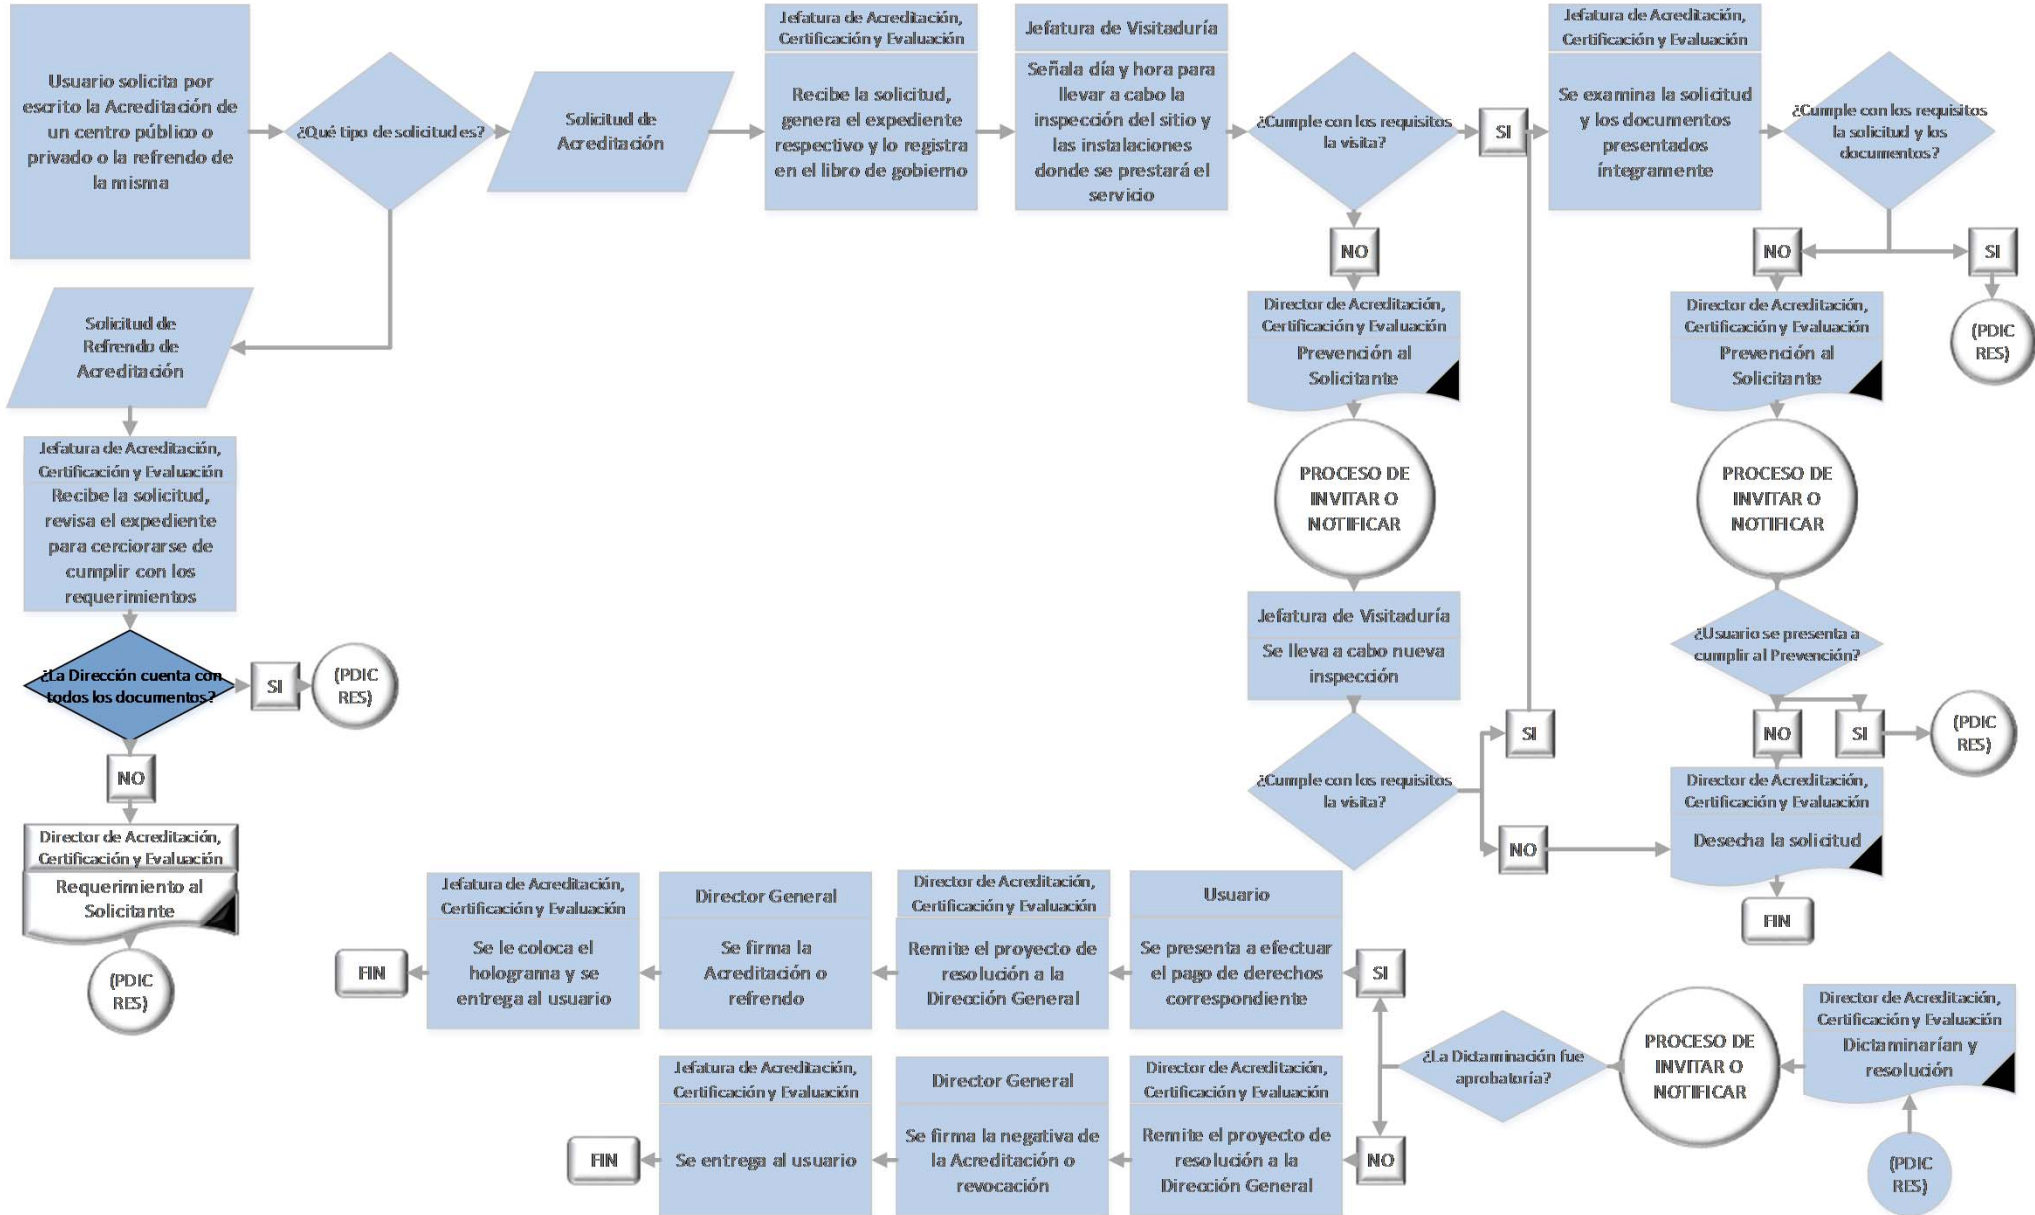 Usuario solicita por
escrito la Acreditación de
un centro público o
privado o la refrendo de
la misma
¿Qué tipo de solicitud es?
Solicitud de
Acreditación
Jefatura de Acreditación,
Certificación y Evaluación
Recibe la solicitud,
genera el expediente
respectivo y lo registra
en el libro de gobierno
Jefatura de Visitaduría
Señala día y hora para
llevar a cabo la
inspección del sitio y
las instalaciones
donde se prestará el
servicio
¿Cumple con los requisitos
la visita?
SI
Jefatura de Acreditación,
Certificación y Evaluación
Se examina la solicitud
y los documentos
presentados
íntegramente
¿Cumple con los requisitos
la solicitud y los
documentos?
NO
SI
(PDIC
RES)
NO
Director de Acreditación,
Certificación y Evaluación
Prevención al
Solicitante
PROCESO DE
INVITAR O
NOTIFICAR
Jefatura de Visitaduría
Se lleva a cabo nueva
inspección
¿Cumple con los requisitos
la visita?
SI
NO
Director de Acreditación,
Certificación y Evaluación
Prevención al
Solicitante
PROCESO DE
INVITAR O
NOTIFICAR
¿Usuario se presenta a
cumplir al Prevención?
NO
SI
(PDIC
RES)
Director de Acreditación,
Certificación y Evaluación
Desecha la solicitud
FIN
Solicitud de
Refrendo de
Acreditación
Jefatura de Acreditación,
Certificación y Evaluación
Recibe la solicitud,
revisa el expediente
para cerciorarse de
cumplir con los
requerimientos
¿La Dirección cuenta con
todos los documentos?
SI
(PDIC
RES)
NO
Director de Acreditación,
Certificación y Evaluación
Requerimiento al
Solicitante
(PDIC
RES)
FIN
Jefatura de Acreditación,
Certificación y Evaluación
Se le coloca el
holograma y se
entrega al usuario
Director General
Se firma la
Acreditación o
refrendo
Director de Acreditación,
Certificación y Evaluación
Remite el proyecto de
resolución a la
Dirección General
Usuario
Se presenta a efectuar
el pago de derechos
correspondiente
SI
¿La Dictaminación fue
aprobatoría?
PROCESO DE
INVITAR O
NOTIFICAR
Director de Acreditación,
Certificación y Evaluación
Dictaminarían y
resolución
(PDIC
RES)
FIN
Jefatura de Acreditación,
Certificación y Evaluación
Se entrega al usuario
Director General
Se firma la negativa de
la Acreditación o
revocación
Director de Acreditación,
Certificación y Evaluación
Remite el proyecto de
resolución a la
Dirección General
NO